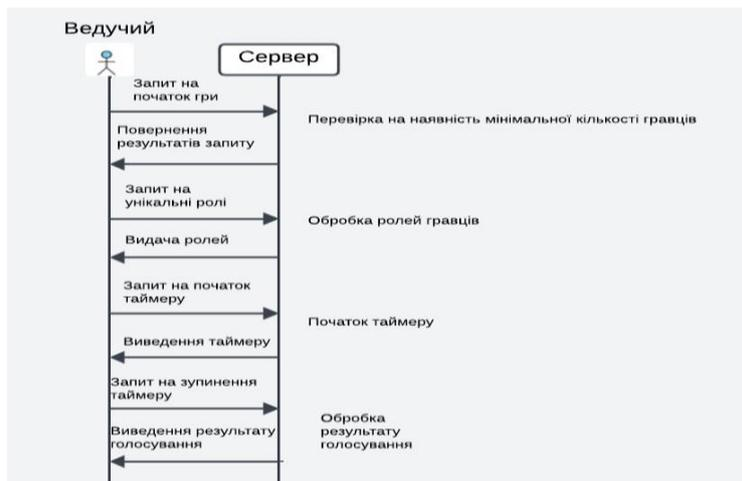 Ведучий
Сервер
Запит на
початок гри
Перевірка на наявність мінімальної кількості гравців
Повернення
результатів запиту
Запит на
унікальні ролі
Обробка ролей гравців
Видача ролей
Запит на початок
таймеру
Початок таймеру
Виведення таймеру
Запит на зупинення
таймеру
Обробка
результату
голосування
Виведення результату
голосування